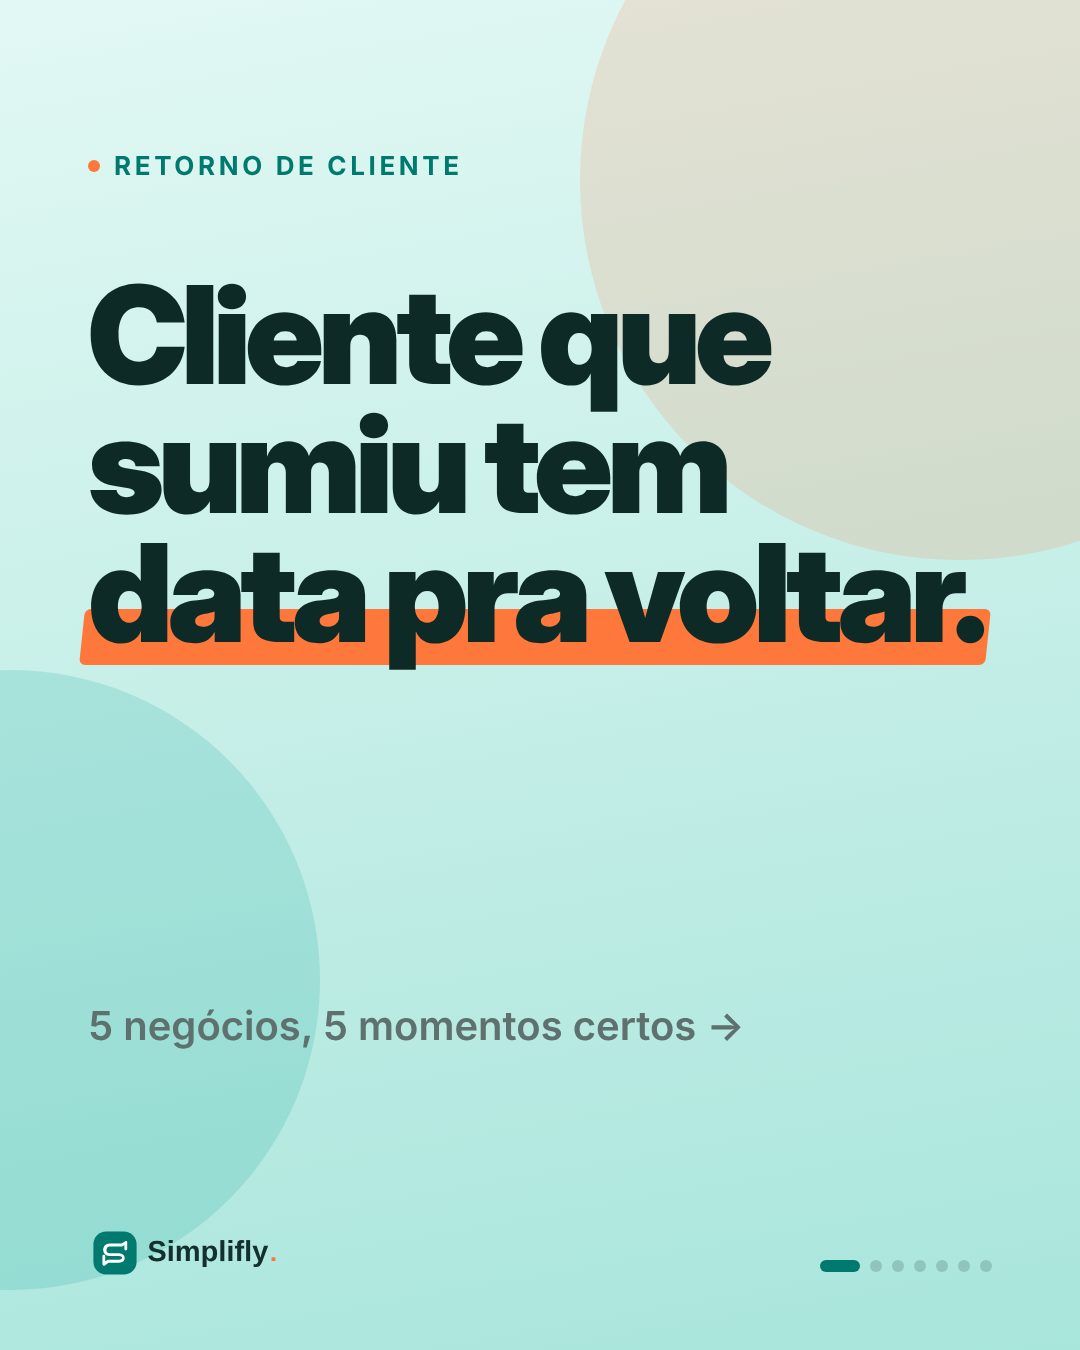 RETORNO DE CLIENTE
Cliente que
sumiu tem
data pra voltar.
5 negócios, 5 momentos certos →
Simplifly.